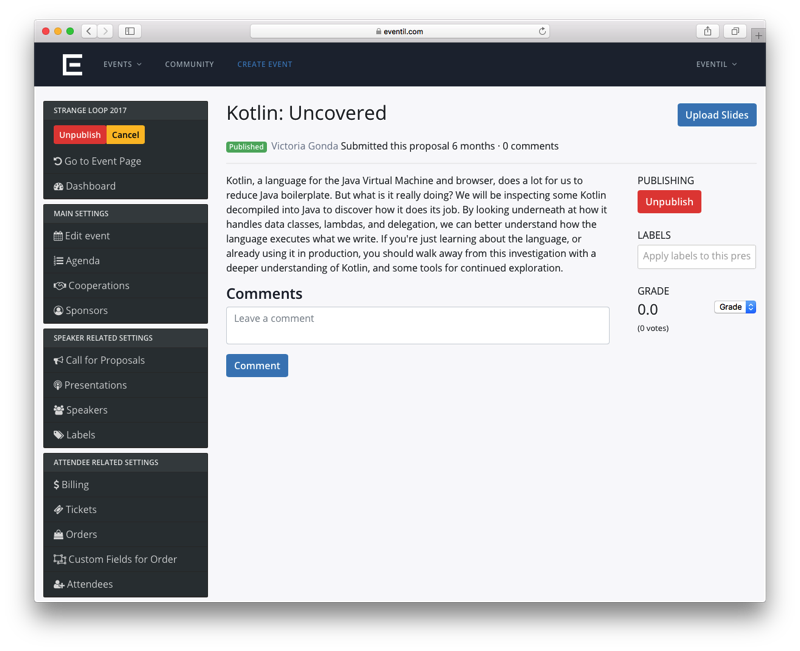 eventil.com
E
EVENTS
COMMUNITY
CREATE EVENT
EVENTIL
STRANGE LOOP 2017
Unpublish Cancel
Go to Event Page
Dashboard
MAIN SETTINGS
Edit event
Agenda
Cooperations
Sponsors
SPEAKER RELATED SETTINGS
Call for Proposals
Presentations
Speakers
Labels
ATTENDEE RELATED SETTINGS
Billing
Tickets
Orders
Custom Fields for Order
Attendees
Kotlin: Uncovered
Upload Slides
Published Victoria Gonda Submitted this proposal 6 months · 0 comments
Kotlin, a language for the Java Virtual Machine and browser, does a lot for us to
reduce Java boilerplate. But what is it really doing? We will be inspecting some Kotlin
decompiled into Java to discover how it does its job. By looking underneath at how it
handles data classes, lambdas, and delegation, we can better understand how the
language executes what we write. If you're just learning about the language, or
already using it in production, you should walk away from this investigation with a
deeper understanding of Kotlin, and some tools for continued exploration.
Comments
Leave a comment
Comment
PUBLISHING
Unpublish
LABELS
Apply labels to this pres
GRADE
0.0
Grade
(0 votes)